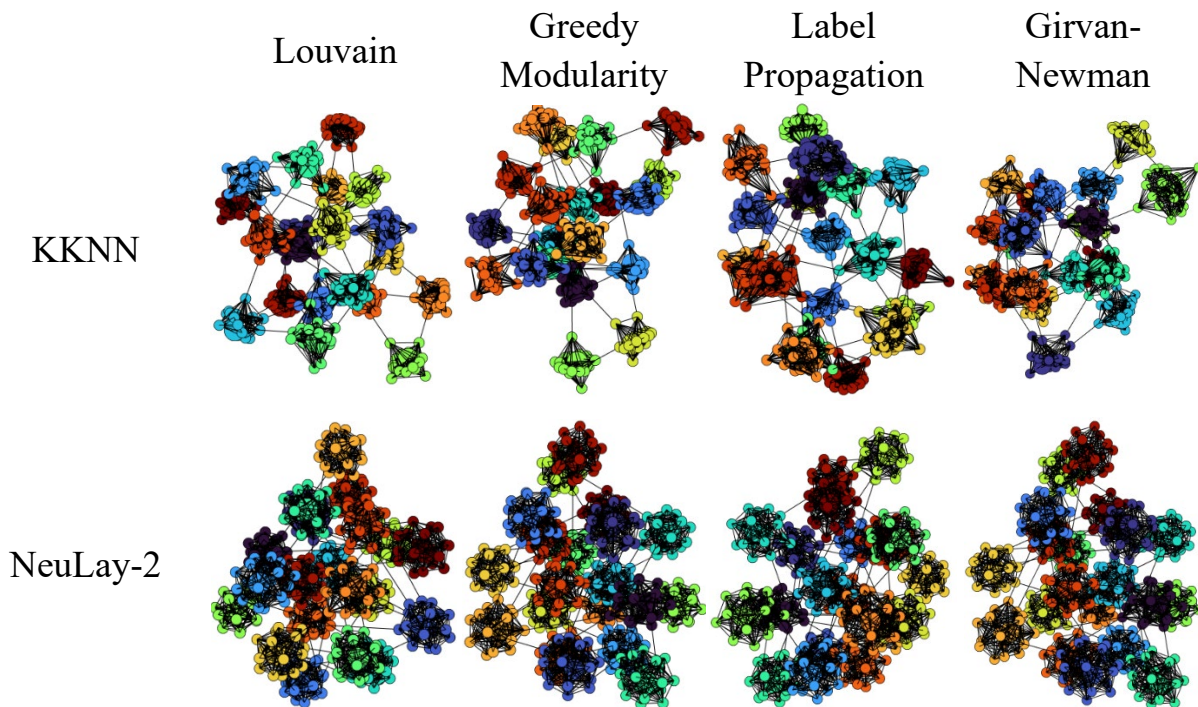 Louvain
Greedy
Modularity
Label
Propagation
Girvan-
Newman
KKNN
NeuLay-2